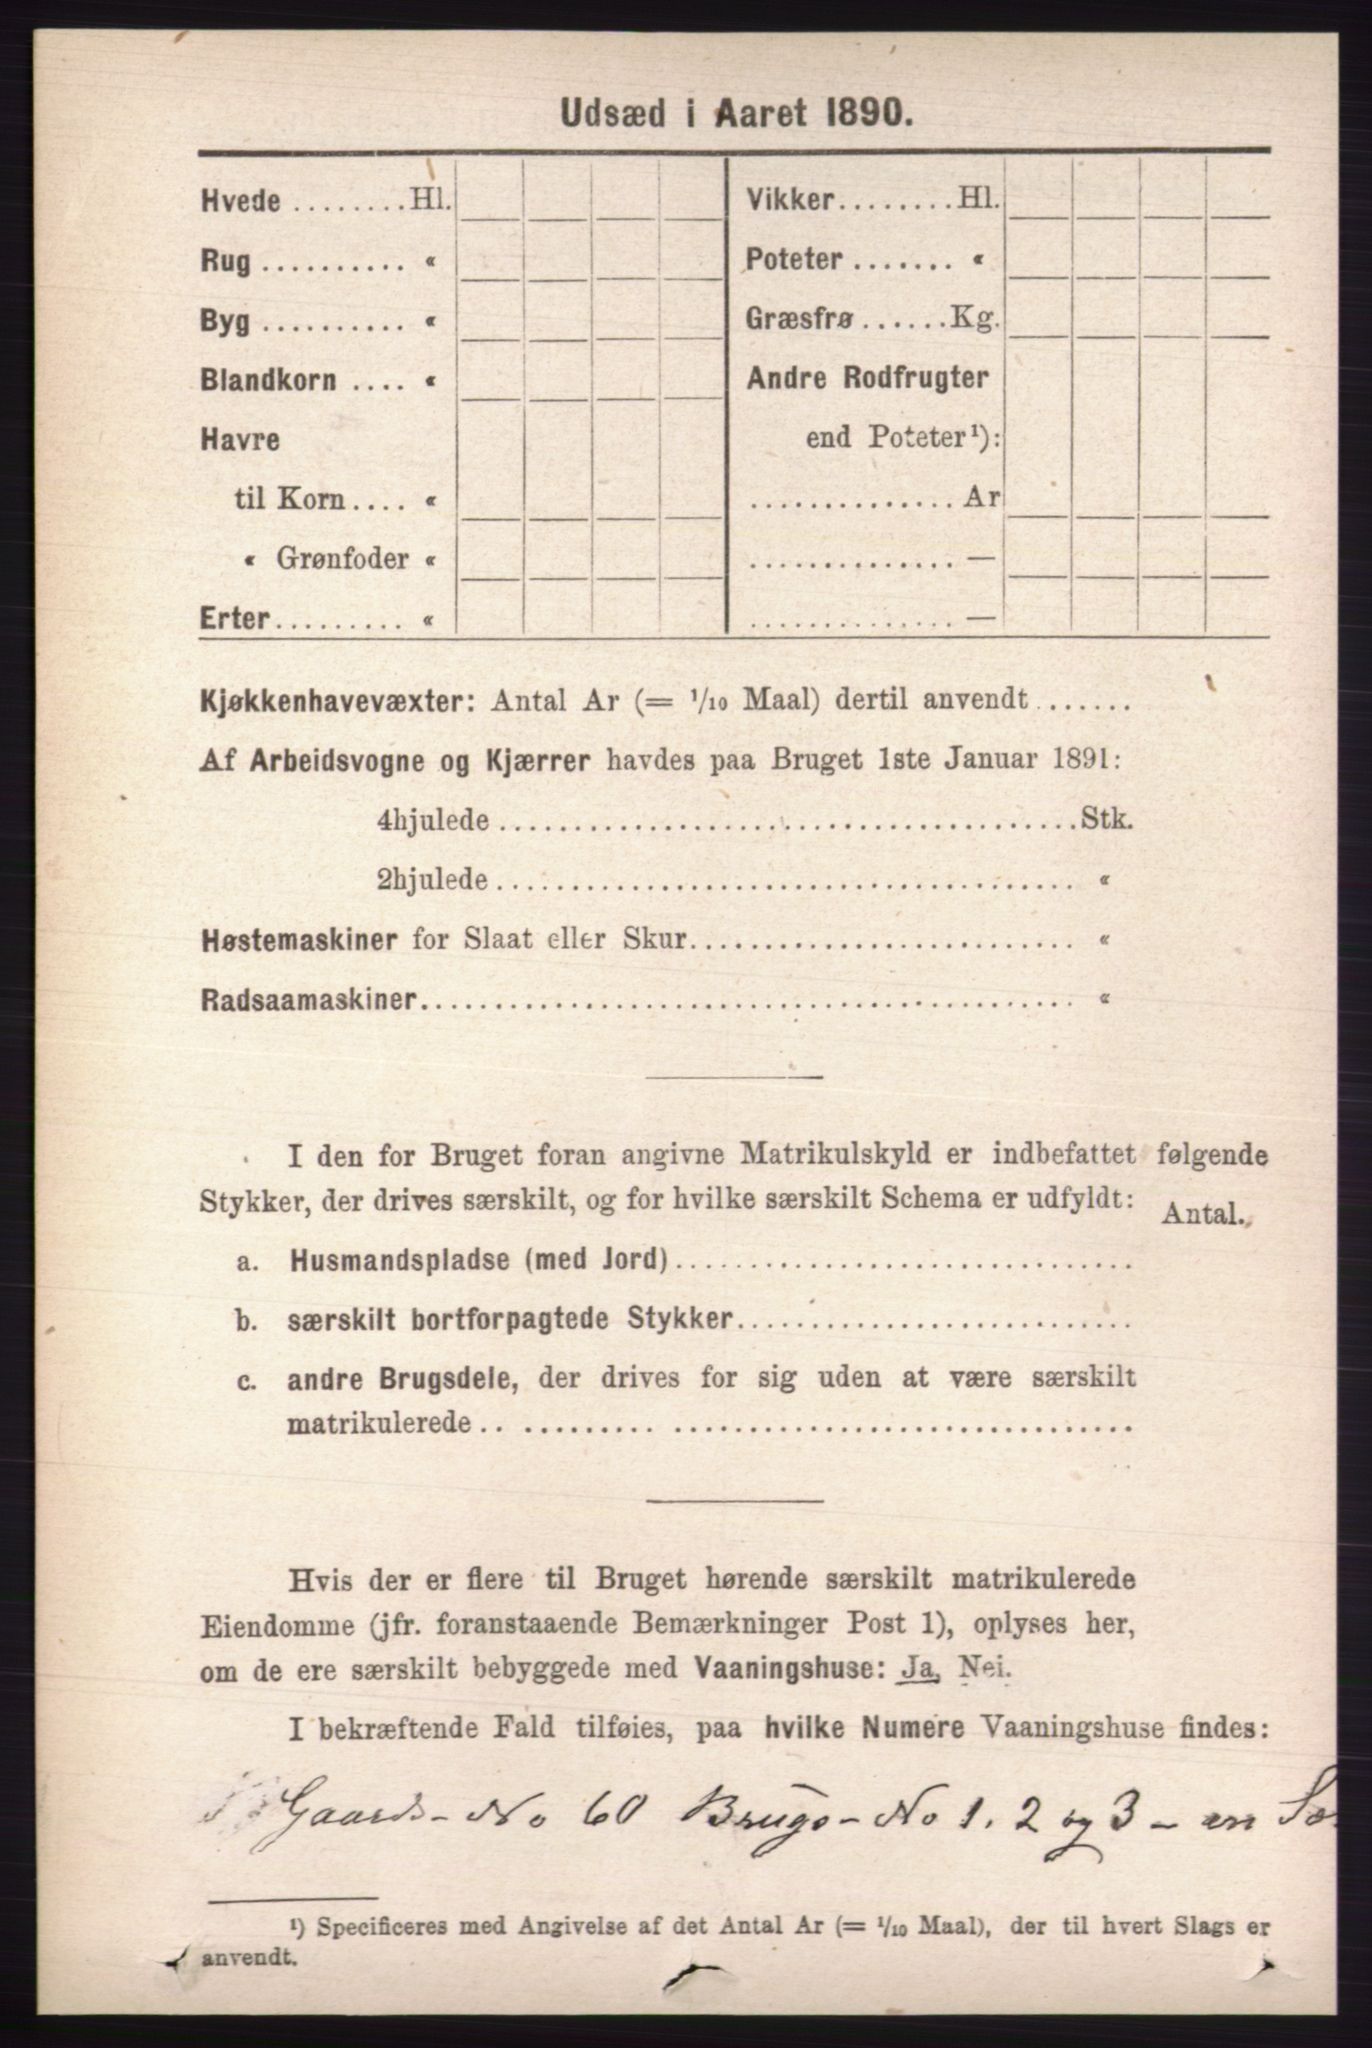 Udsæd i Aaret 1890.
Hvede ........Hl.
Rug .......... «
Byg .......... «
Blandkorn .... «
Havre
til Korn.... «
« Grønfoder «
Erter......... «
Vikker........Hl.
Poteter ....... «
Græsfrø ......Kg.
Andre Rodfrugter
end Poteter¹):
..............Ar
.............. —
.............. —
Kjøkkenhavevæxter: Antal Ar (= 1/10 Maal) dertil anvendt ......
Af Arbeidsvogne og Kjærrer havdes paa Bruget 1ste Januar 1891:
4hjulede ......................................Stk.
2hjulede...................................... «
Høstemaskiner for Slaat eller Skur......................... «
Radsaamaskiner.......................................... «
I den for Bruget foran angivne Matrikulskyld er indbefattet følgende
Stykker, der drives særskilt, og for hvilke særskilt Schema er udfyldt: Antal.
a. Husmandspladse (med Jord)..............................
b. særskilt bortforpagtede Stykker..........................
c. andre Brugsdele, der drives for sig uden at være særskilt
matrikulerede .. ......... ..............................
Hvis der er flere til Bruget hørende særskilt matrikulerede
Eiendomme (jfr. foranstaaende Bemærkninger Post 1), oplyses her,
om de ere særskilt bebyggede med Vaaningshuse: Ja, Nei.
I bekræftende Fald tilføies, paa hvilke Numere Vaaningshuse findes:
Gaards-No 60 Brugs-No 1. 2 og 3 - en
¹) Specificeres med Angivelse af det Antal Ar (= 1/10 Maal), der til hvert Slags er
anvendt.